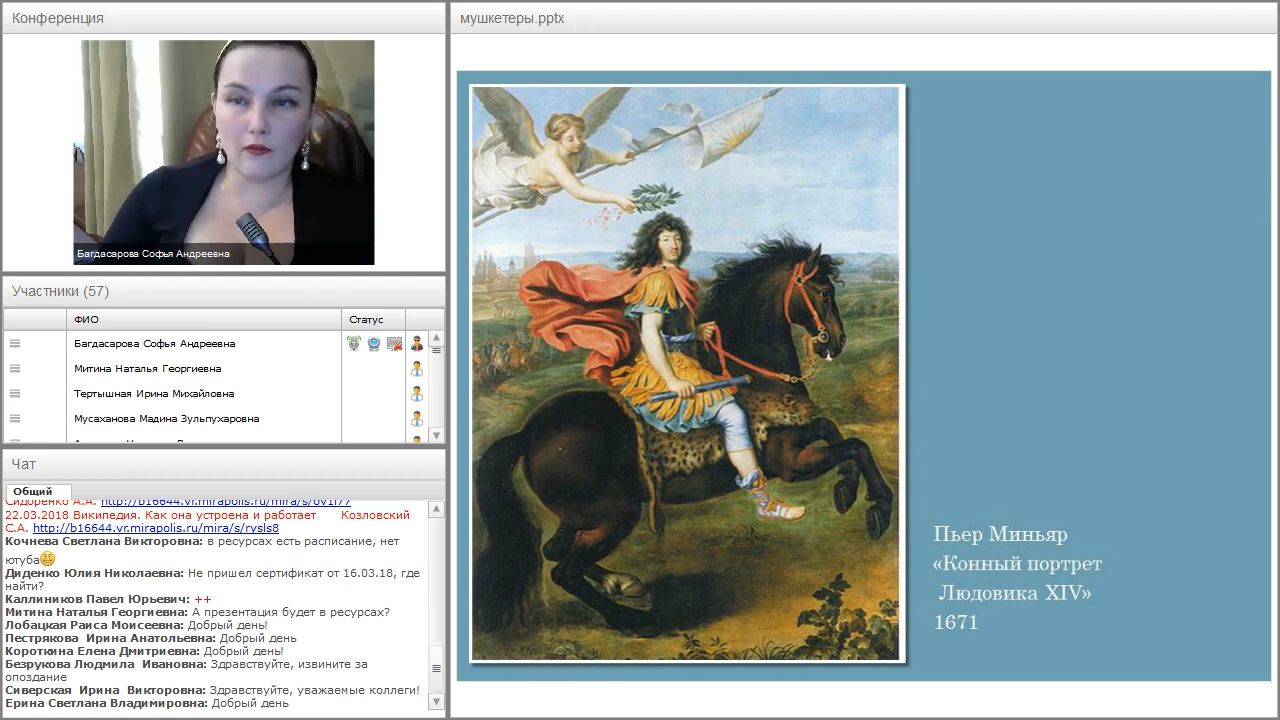 Конференция
Багдасарова Софья Андреевна
Участники (57)
ФИО
Статус
Багдасарова Софья Андреевна
Митина Наталья Георгиевна
Тертышная Ирина Михайловна
Мусаханова Мадина Зульпухаровна
Чат
Общий
Сидоренко А.А.
22.03.2018 Википедия. Как она устроена и работает Козловский
С.А. http://b16644.vr.mirapolis.ru/mira/s/rysls8
Кочнева Светлана Викторовна: в ресурсах есть расписание, нет
ютуба
Диденко Юлия Николаевна: Не пришел сертификат от 16.03.18, где
найти?
Каллиников Павел Юрьевич: ++
Митина Наталья Георгиевна: А презентация будет в ресурсах?
Лобацкая Раиса Моисеевна: Добрый день!
Пестрякова Ирина Анатольевна: Добрый день
Короткина Елена Дмитриевна: Добрый день!
Безрукова Людмила Ивановна: Здравствуйте, извините за
опоздание
Сиверская Ирина Викторовна: Здравствуйте, уважаемые коллеги!
Ерина Светлана Владимировна: Добрый день
мушкетеры.pptx
Пьер Миньяр
«Конный портрет
Людовика XIV»
1671